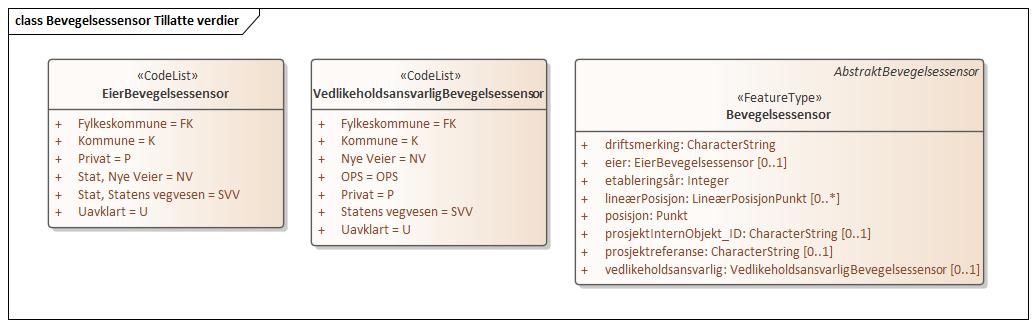 class Bevegelsessensor Tillatte verdier
«CodeList»
EierBevegelsessensor
+ Fylkeskommune = FK
+ Kommune = K
+ Privat = P
+ Stat, Nye Veier = NV
+ Stat, Statens vegvesen = SVV
+ Uavklart = U
«CodeList»
VedlikeholdsansvarligBevegelsessensor
+ Fylkeskommune = FK
+ Kommune = K
+ Nye Veier = NV
+ OPS = OPS
+ Privat = P
+ Statens vegvesen = SVV
+ Uavklart = U
AbstraktBevegelsessensor
«FeatureType»
Bevegelsessensor
+ driftsmerking: CharacterString
+ eier: EierBevegelsessensor [0..1]
+ etableringsår: Integer
+ lineærPosisjon: LineærPosisjonPunkt [0..*]
+ posisjon: Punkt
+ prosjektInternObjekt_ID: CharacterString [0..1]
+ prosjektreferanse: CharacterString [0..1]
+ vedlikeholdsansvarlig: VedlikeholdsansvarligBevegelsessensor [0..1]